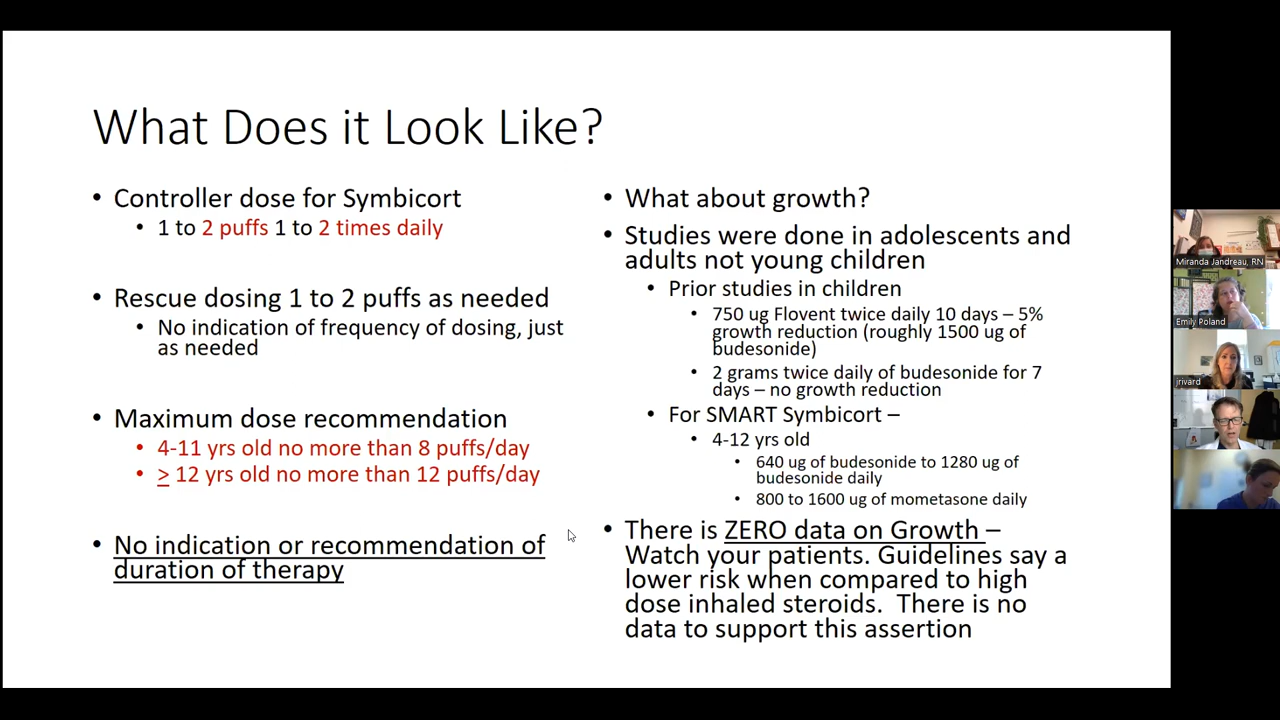 What Does it Look Like?
• Controller dose for Symbicort
• 1 to 2 puffs 1 to 2 times daily
• Rescue dosing 1 to 2 puffs as needed
• No indication of frequency of dosing, just
as needed
• Maximum dose recommendation
• 4-11 yrs old no more than 8 puffs/day
• > 12 yrs old no more than 12 puffs/day
• No indication or recommendation of
duration of therapy
• What about growth?
• Studies were done in adolescents and
adults not young children
• Prior studies in children
• 750 ug Flovent twice daily 10 days – 5%
growth reduction (roughly 1500 ug of
budesonide)
• 2 grams twice daily of budesonide for 7
days – no growth reduction
• For SMART Symbicort –
• 4-12 yrs old
• 640 ug of budesonide to 1280 ug of
budesonide daily
• 800 to 1600 ug of mometasone daily
• There is ZERO data on Growth –
Watch your patients. Guidelines say a
lower risk when compared to high
dose inhaled steroids.  There is no
data to support this assertion
Miranda Jandreau, RN
Emily Poland
jrivard